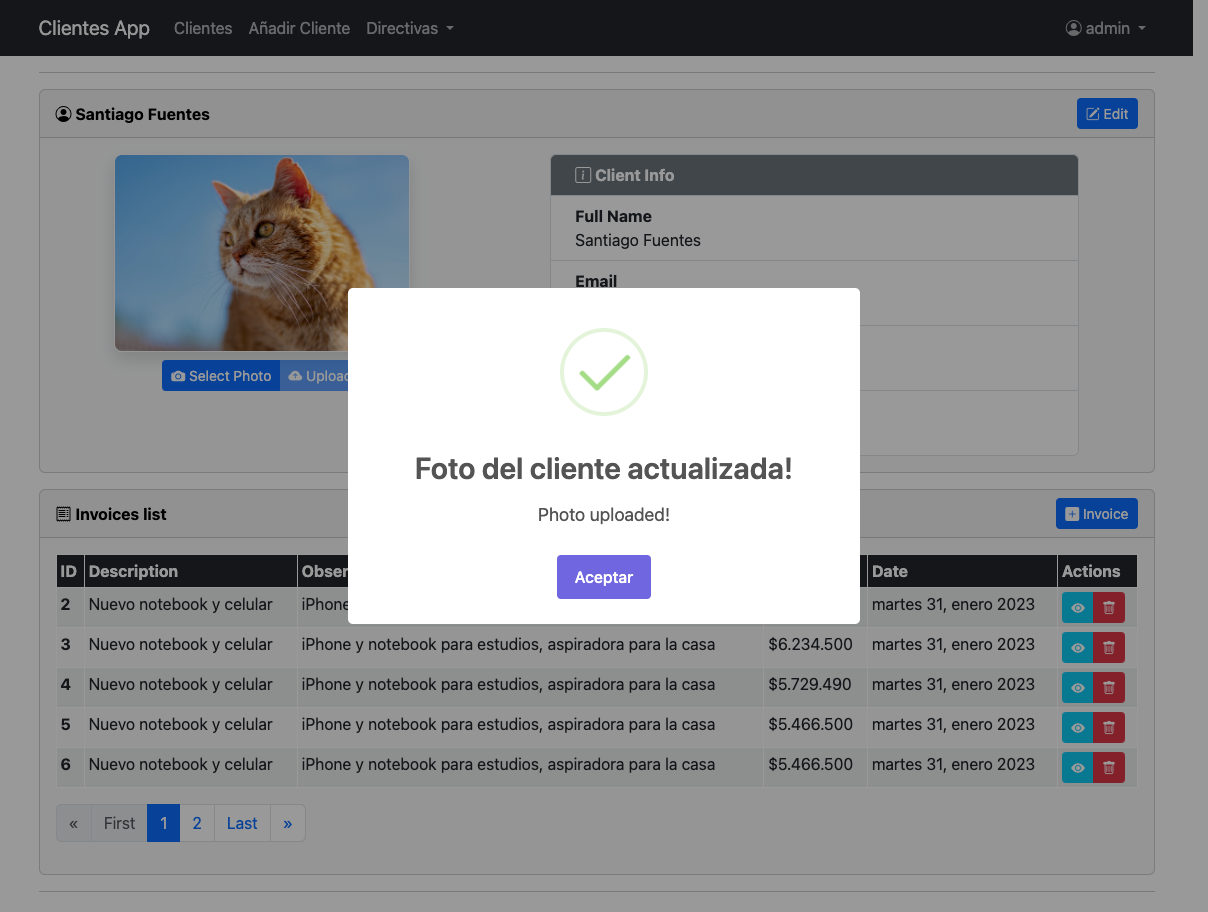 Clientes App Clientes Añadir Cliente Directivas admin
Santiago Fuentes Edit
Client Info
Full Name
Santiago Fuentes
Email
Select Photo
Foto del cliente actualizada!
Photo uploaded!
Aceptar
Invoices list Invoice
ID Description Date Actions
2 Nuevo notebook y celular iPhone martes 31, enero 2023
3 Nuevo notebook y celular iPhone y notebook para estudios, aspiradora para la casa $6.234.500 martes 31, enero 2023
4 Nuevo notebook y celular iPhone y notebook para estudios, aspiradora para la casa $5.729.490 martes 31, enero 2023
5 Nuevo notebook y celular iPhone y notebook para estudios, aspiradora para la casa $5.466.500 martes 31, enero 2023
6 Nuevo notebook y celular iPhone y notebook para estudios, aspiradora para la casa $5.466.500 martes 31, enero 2023
« First 1 2 Last »